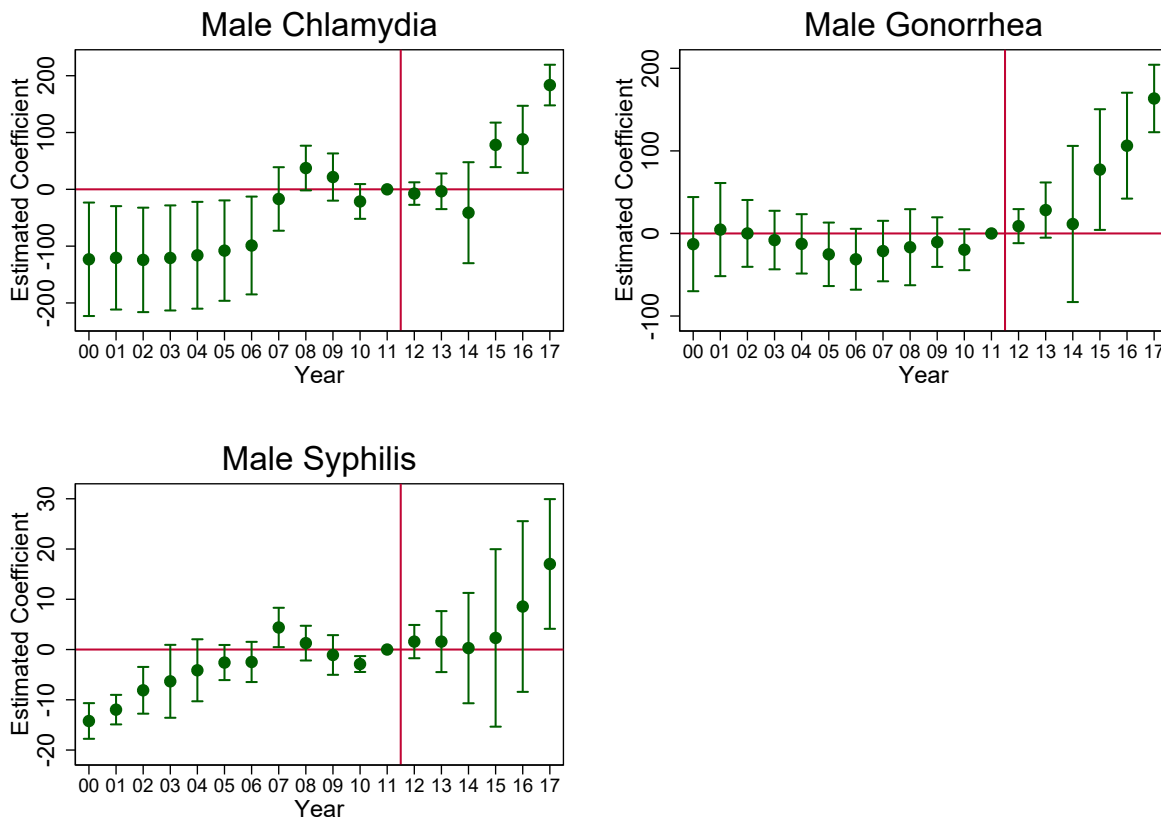 Male Chlamydia
Estimated Coefficient
200
100
0
-100
-200
00 01 02 03 04 05 06 07 08 09 10 11 12 13 14 15 16 17
Year
Male Gonorrhea
Estimated Coefficient
200
100
0
-100
00 01 02 03 04 05 06 07 08 09 10 11 12 13 14 15 16 17
Year
Male Syphilis
Estimated Coefficient
30
20
10
0
-10
-20
00 01 02 03 04 05 06 07 08 09 10 11 12 13 14 15 16 17
Year